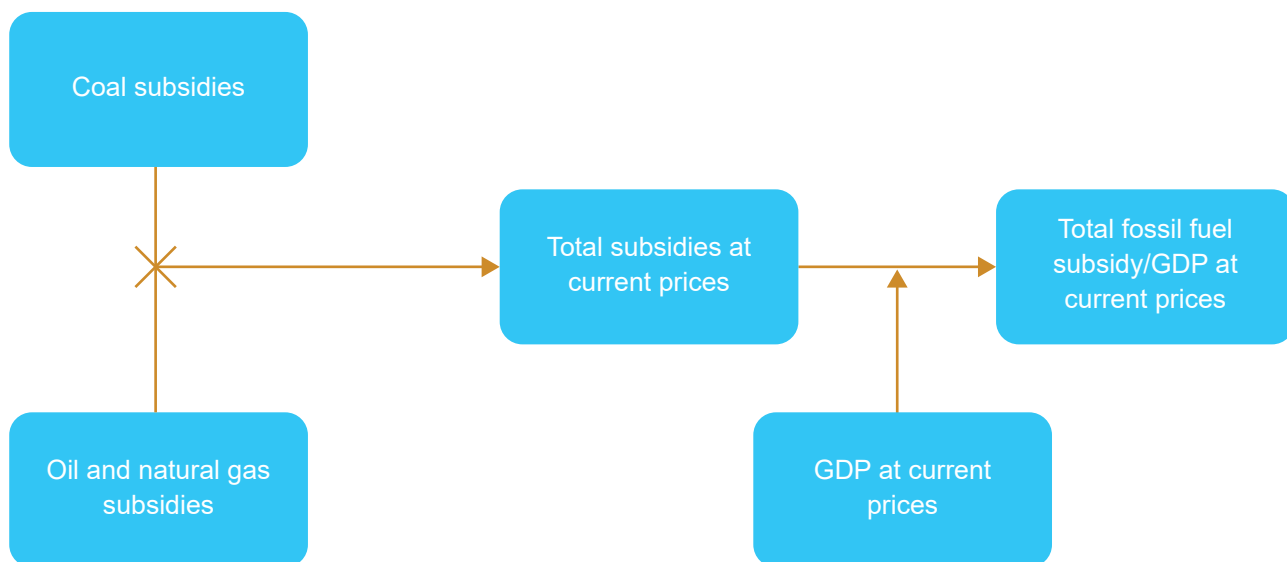 Coal subsidies
Total subsidies at
current prices
Total fossil fuel
subsidy/GDP at
current prices
Oil and natural gas
subsidies
GDP at current
prices